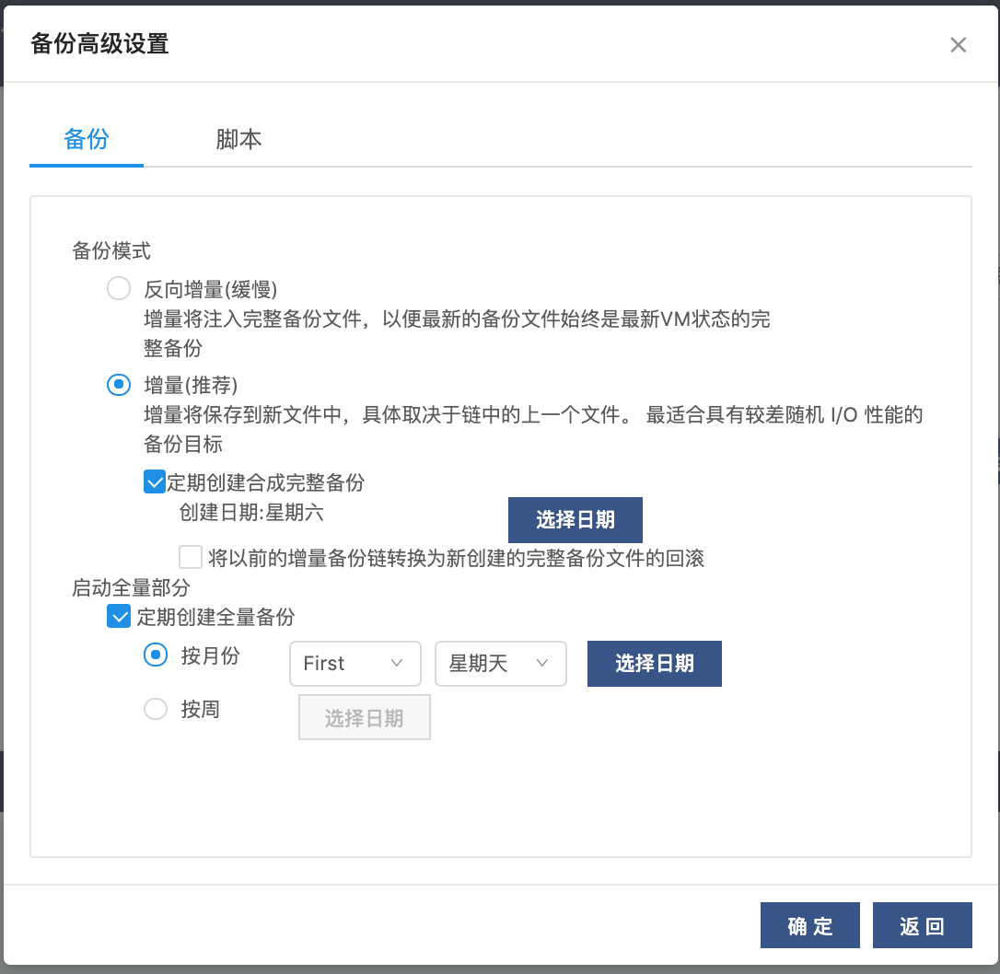 备份高级设置
备份 脚本
备份模式
反向增量(缓慢)
增量将注入完整备份文件，以便最新的备份文件始终是最新VM状态的完
整备份
增量(推荐)
增量将保存到新文件中，具体取决于链中的上一个文件。 最适合具有较差随机 I/O 性能的
备份目标
定期创建合成完整备份
创建日期:星期六 选择日期
将以前的增量备份链转换为新创建的完整备份文件的回滚
启动全量部分
定期创建全量备份
按月份 First 星期天 选择日期
按周 选择日期
确 定 返 回